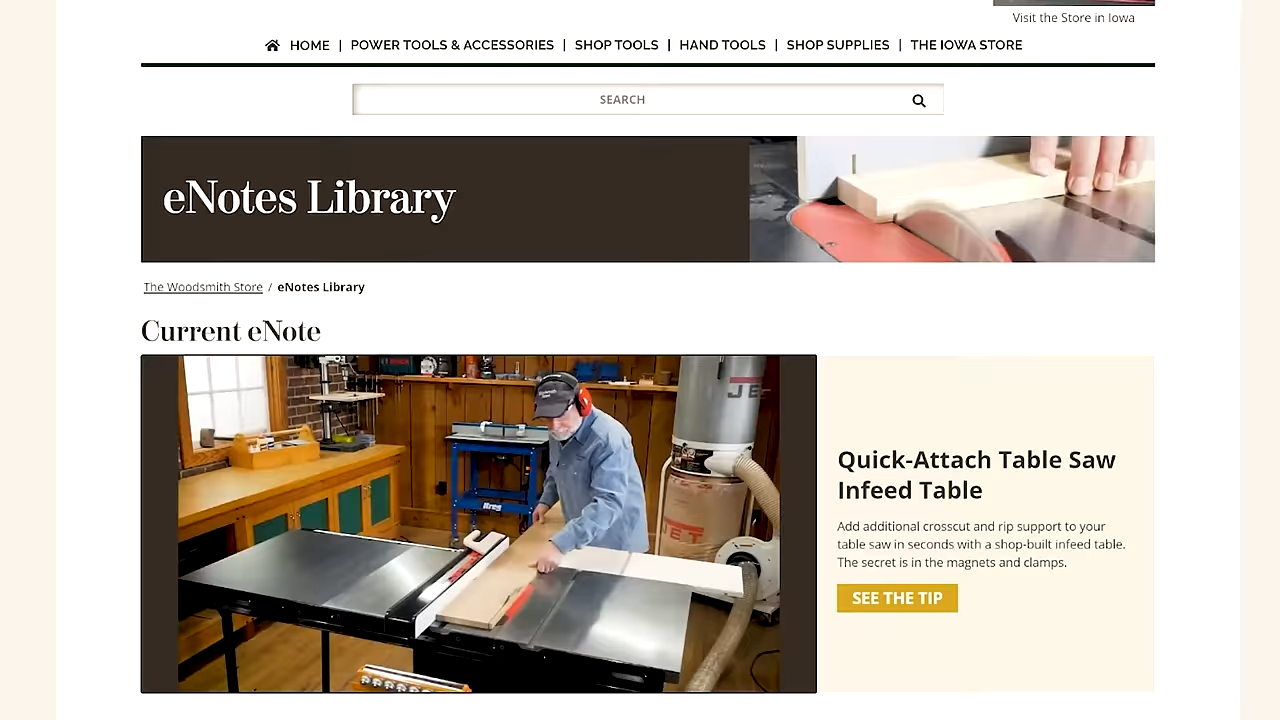 Visit the Store in Iowa
HOME | POWER TOOLS & ACCESSORIES | SHOP TOOLS | HAND TOOLS | SHOP SUPPLIES | THE IOWA STORE
SEARCH
eNotes Library
The Woodsmith Store / eNotes Library
Current eNote
JET
JET
Kreg
Quick-Attach Table Saw
Infeed Table
Add additional crosscut and rip support to your
table saw in seconds with a shop-built infeed table.
The secret is in the magnets and clamps.
SEE THE TIP